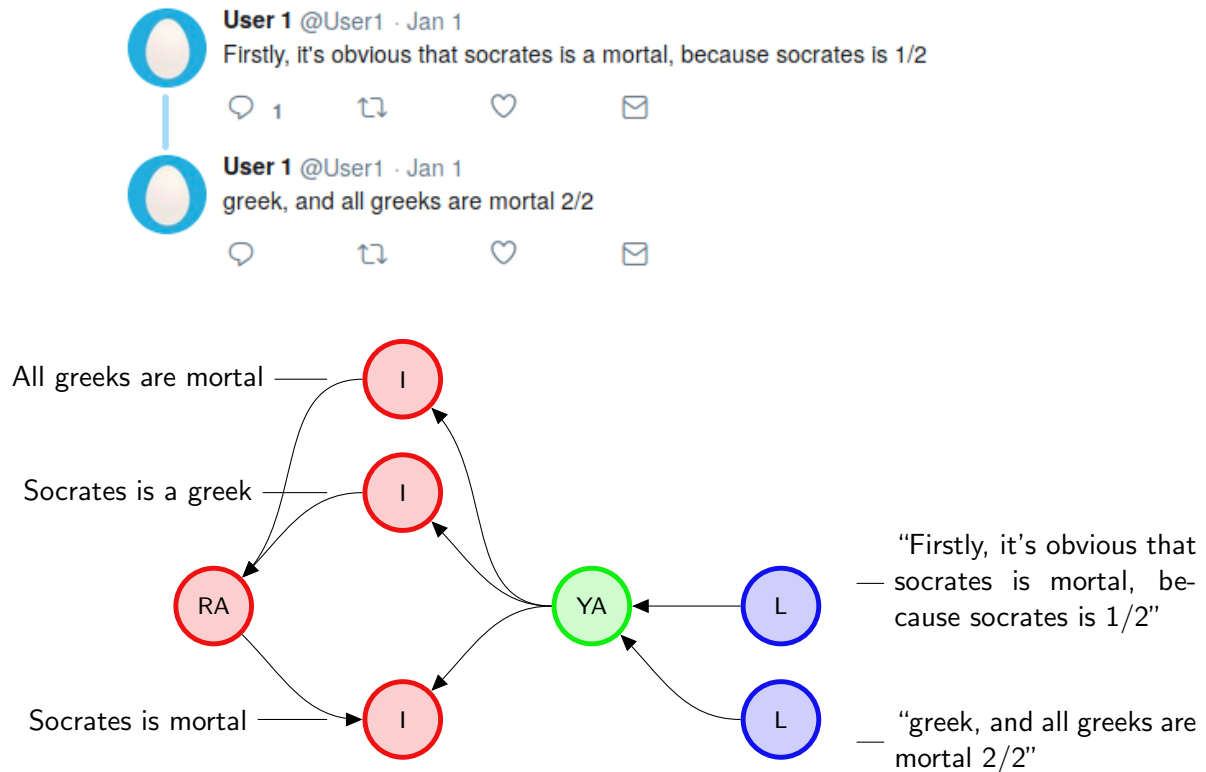 User 1 @User1 · Jan 1
Firstly, it's obvious that socrates is a mortal, because socrates is 1/2
1
User 1 @User1 · Jan 1
greek, and all greeks are mortal 2/2
All greeks are mortal
I
Socrates is a greek
I
RA
YA
L
“Firstly, it’s obvious that
socrates is mortal, be-
cause socrates is 1/2”
Socrates is mortal
I
L
“greek, and all greeks are
mortal 2/2”